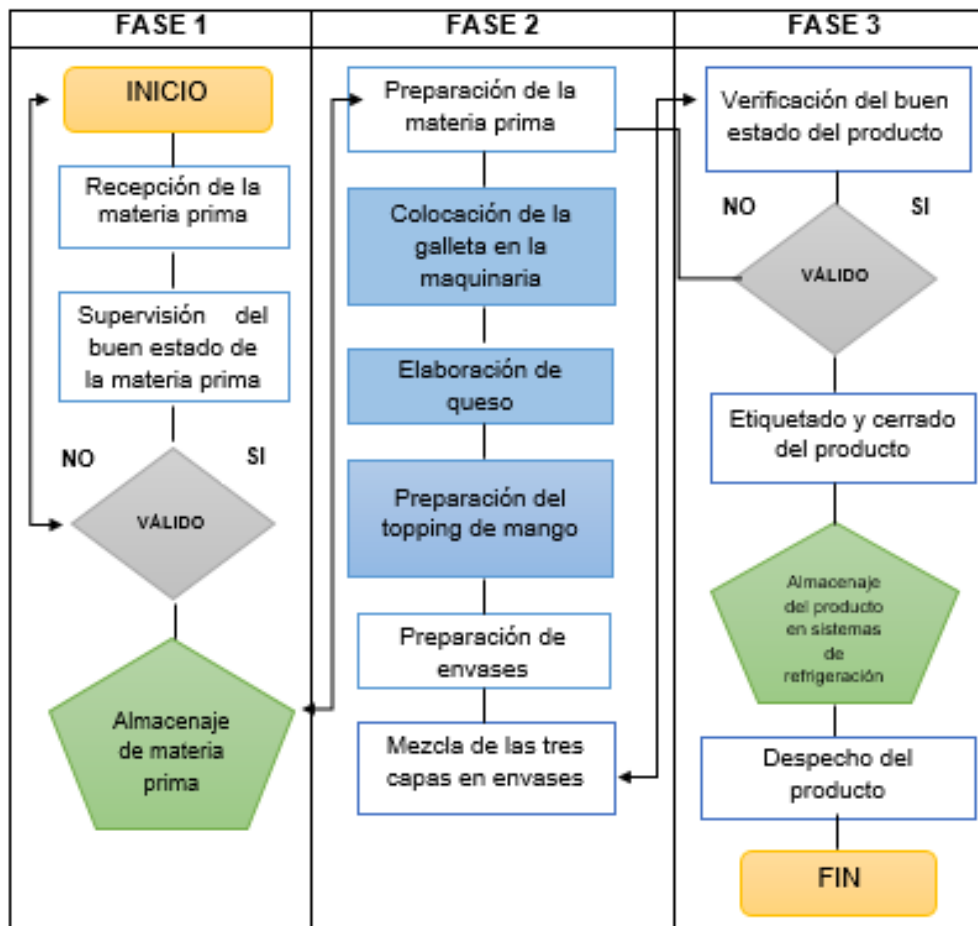 FASE 1
INICIO
Recepción de la
materia prima
Supervisión del
buen estado de
la materia prima
NO
SI
VÁLIDO
Almacenaje
de materia
prima
FASE 2
Preparación de la
materia prima
Colocación de la
galleta en la
maquinaria
Elaboración de
queso
Preparación del
topping de mango
Preparación de
envases
Mezcla de las tres
capas en envases
FASE 3
Verificación del buen
estado del producto
NO
SI
VÁLIDO
Etiquetado y cerrado
del producto
Almacenaje
del producto
en sistemas
de
refrigeración
Despecho del
producto
FIN